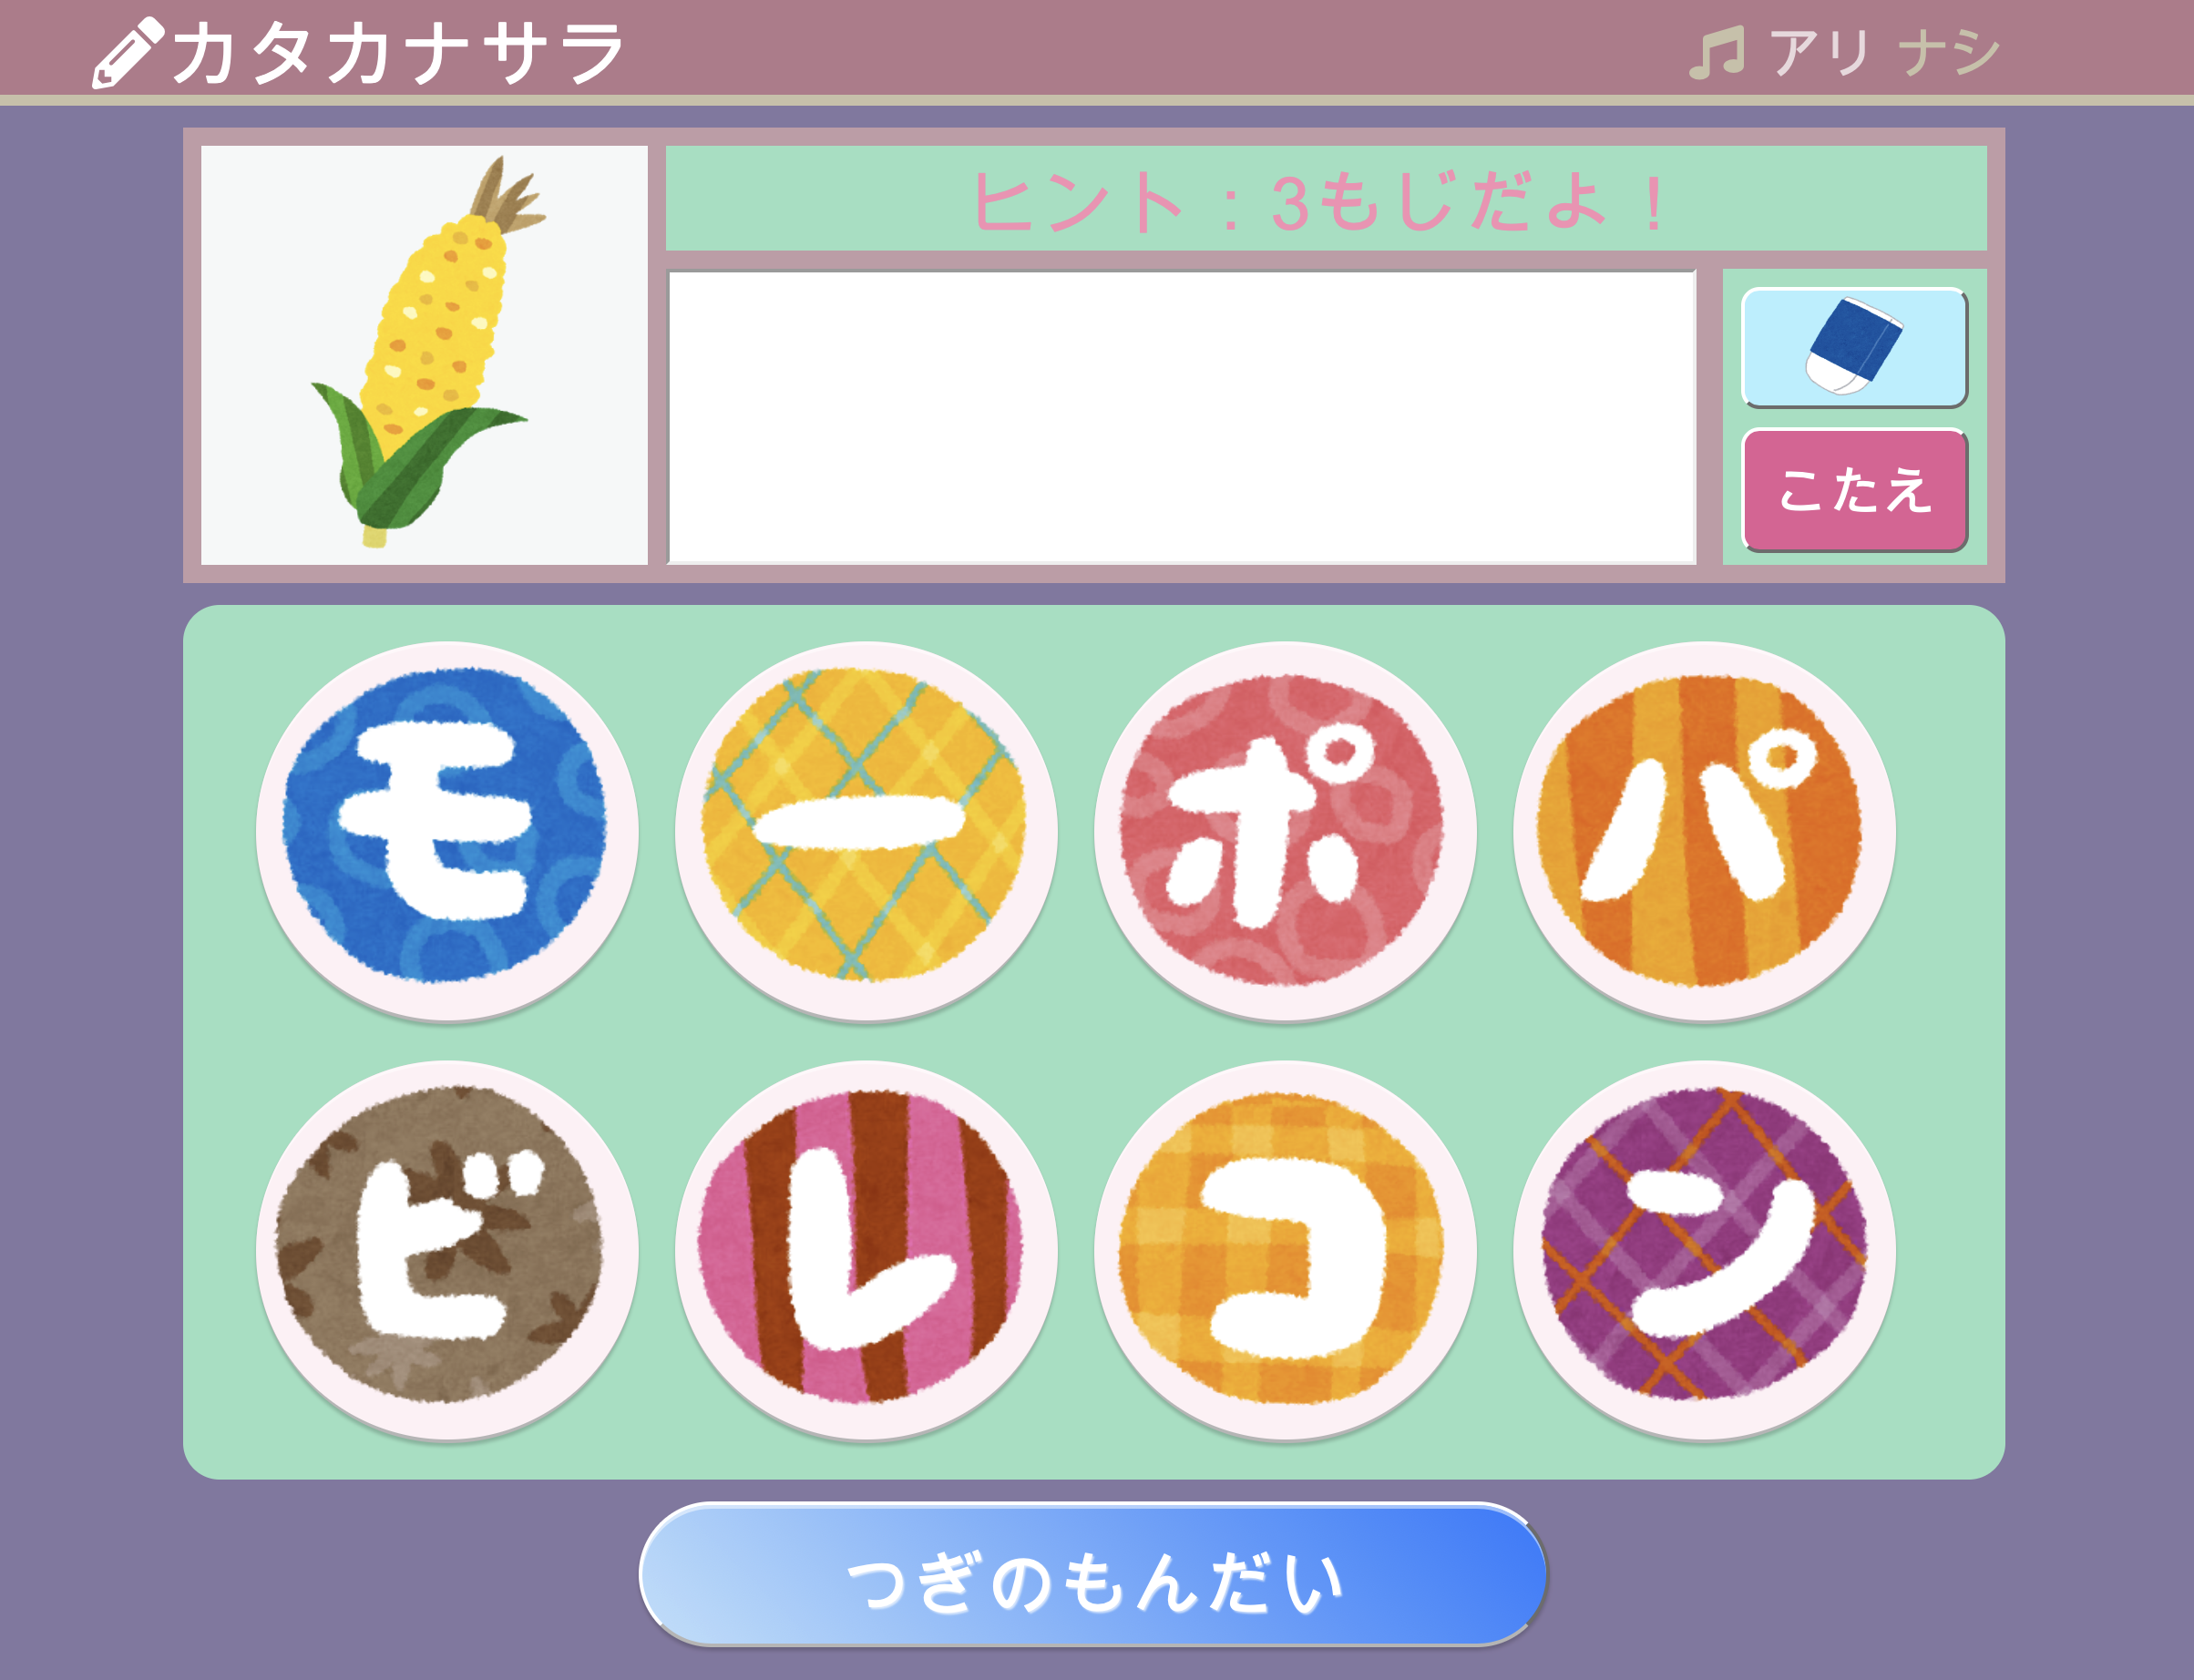 カタカナサラ
アリ ナシ
ヒント：3もじだよ！
こたえ
モ ー ポ パ
ビ レ コ ン
つぎのもんだい